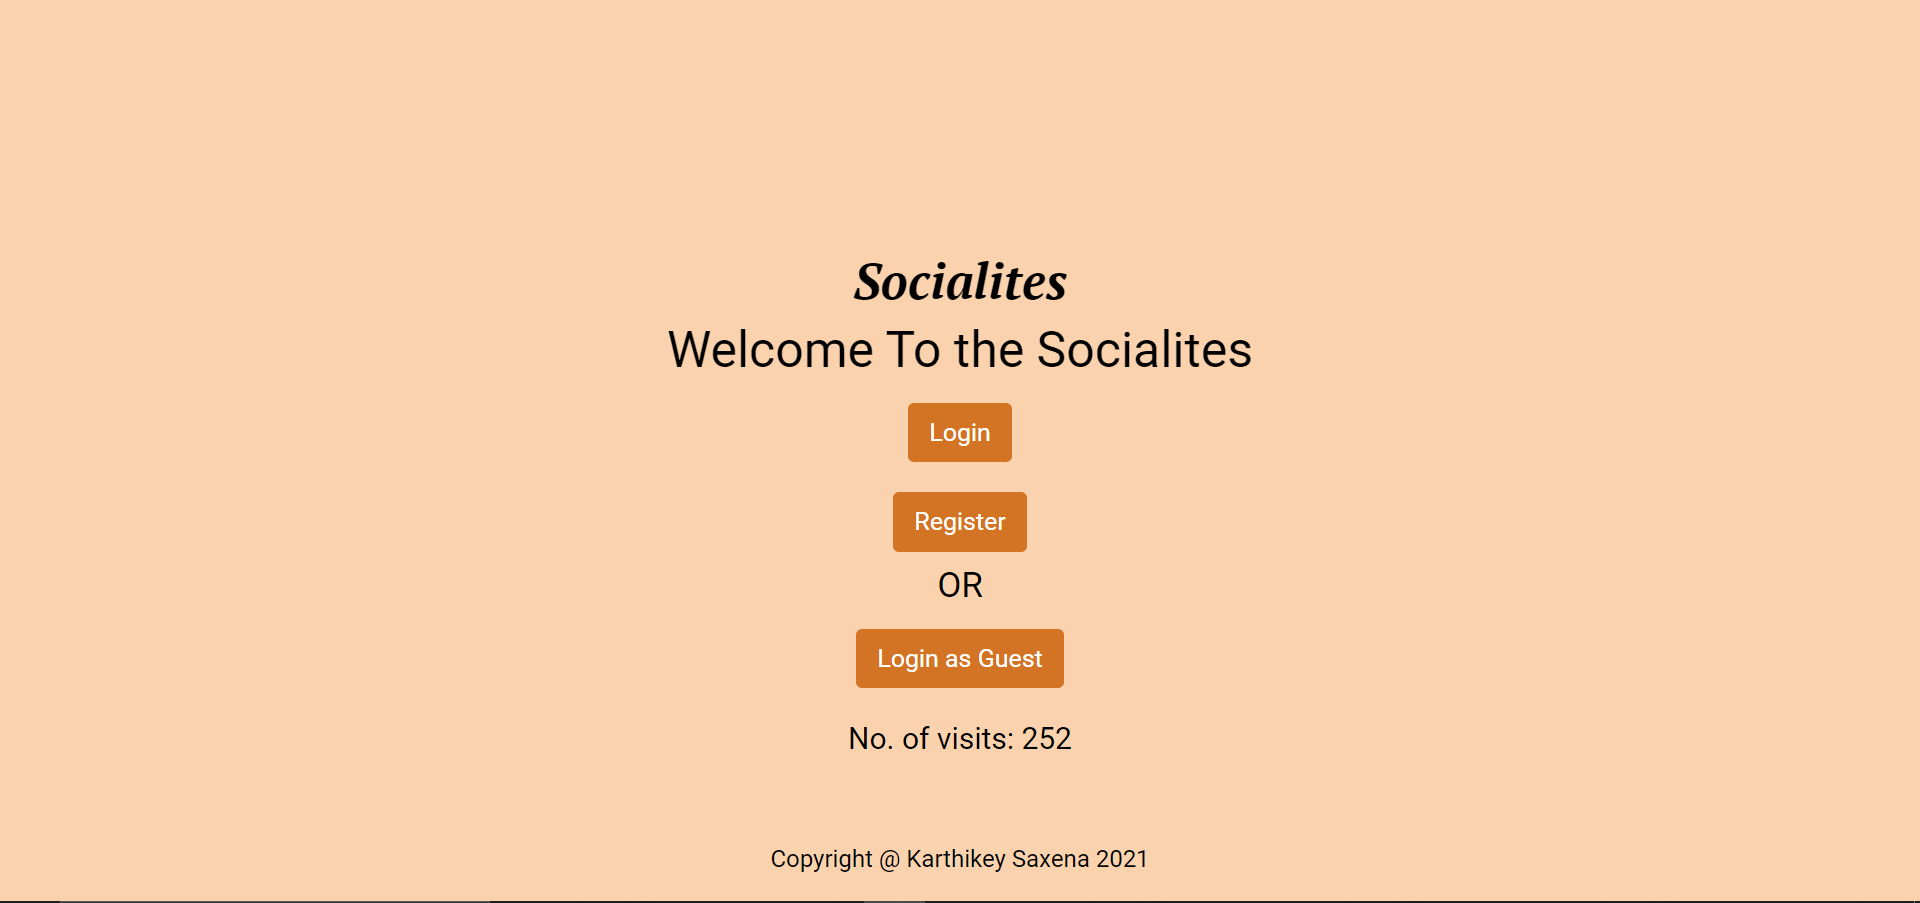 Socialites
Welcome To the Socialites
Login
Register
OR
Login as Guest
No. of visits: 252
Copyright @ Karthikey Saxena 2021